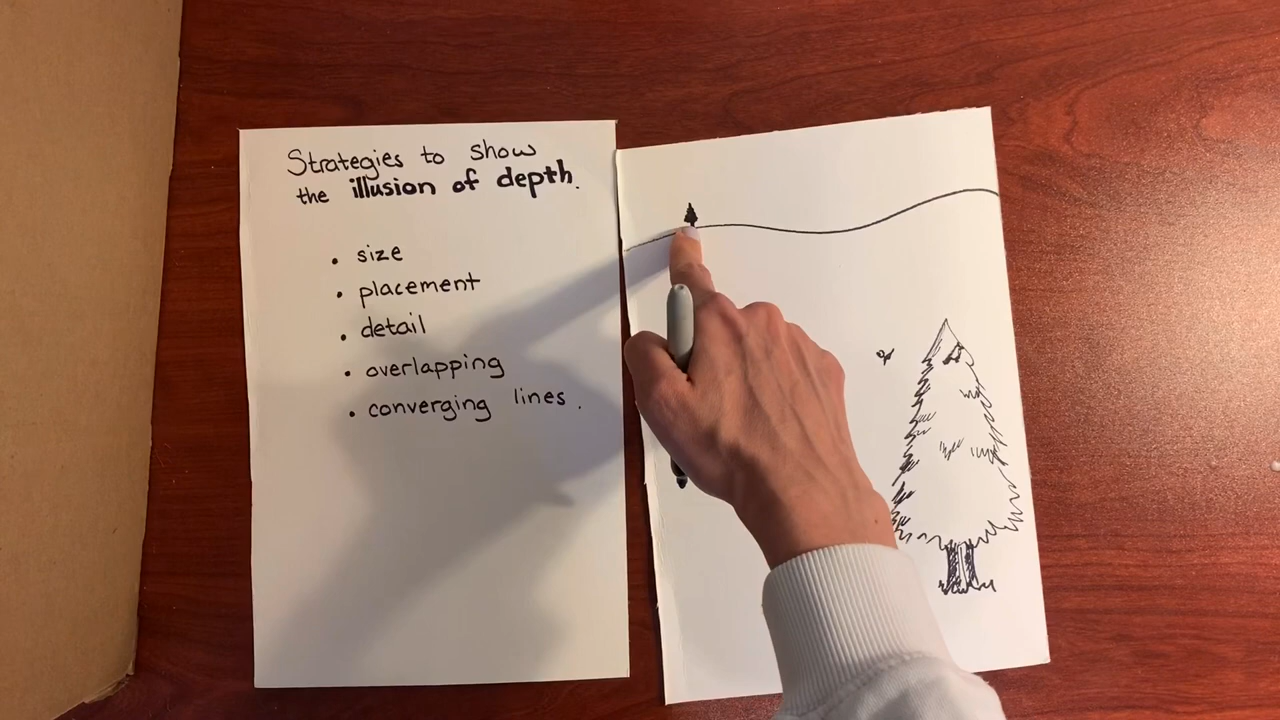 Strategies to show
the illusion of depth.
• size
• placement
• detail
• overlapping
• converging lines.